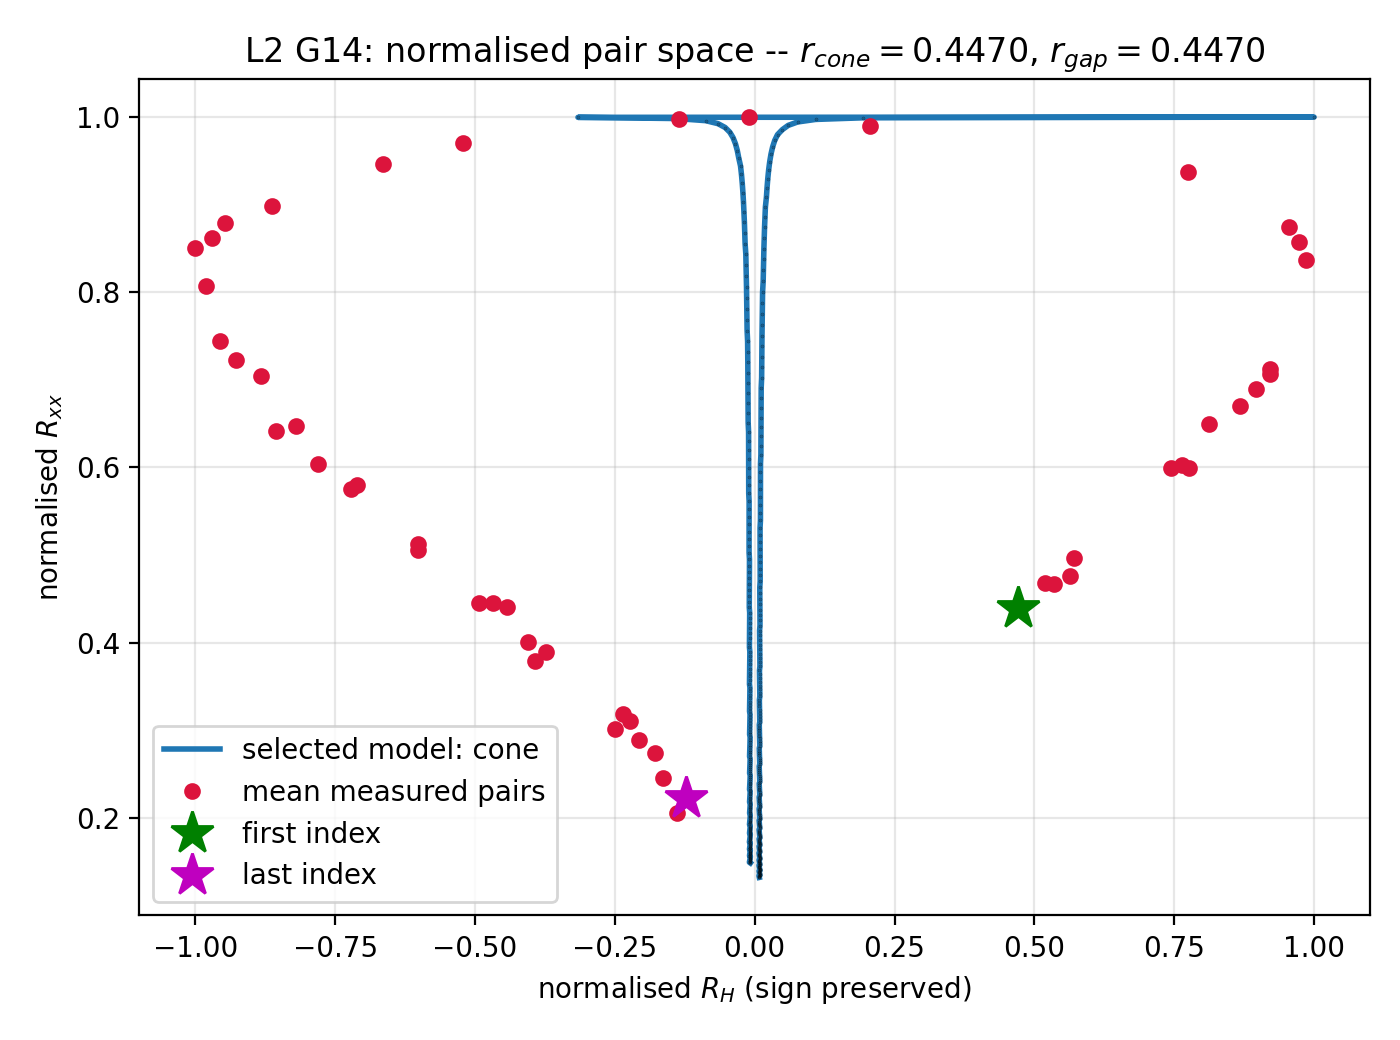 L2 G14: normalised pair space -- r_cone = 0.4470, r_gap = 0.4470
normalised R_xx
1.0
0.8
0.6
0.4
0.2
selected model: cone
mean measured pairs
first index
last index
−1.00 −0.75 −0.50 −0.25 0.00 0.25 0.50 0.75 1.00
normalised R_H (sign preserved)